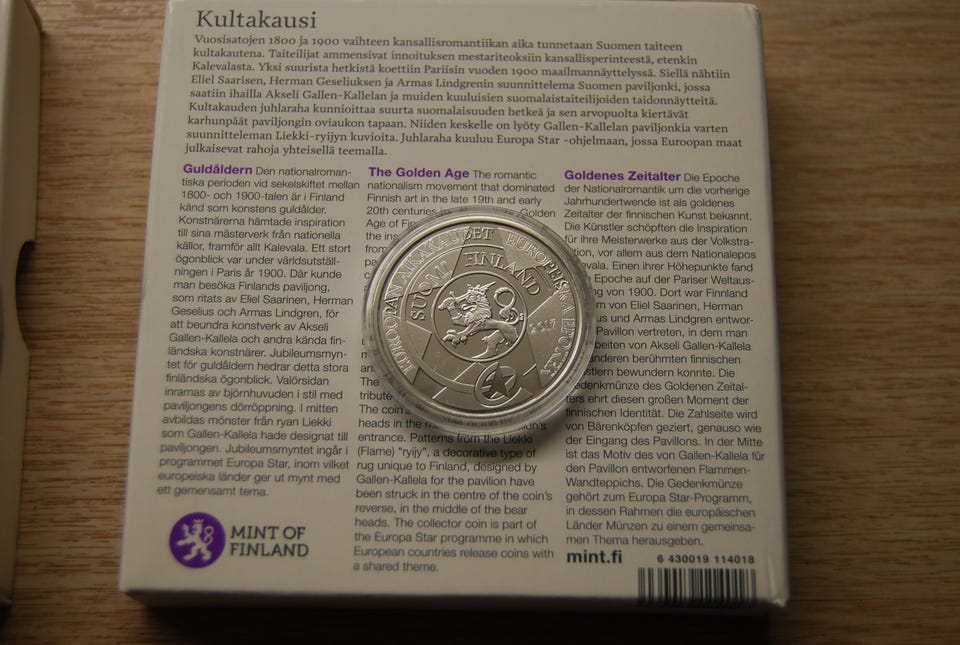 Kultakausi
Vuosisatojen 1800 ja 1900 vaihteen kansallisromantiikan aika tunnetaan Suomen taiteen
kultakautena. Taiteilijat ammensivat innoituksen mestariteoksiin kansallisperinteestä, etenkin
Kalevalasta. Yksi suurista hetkistä koettiin Pariisin vuoden 1900 maailmannäyttelyssä. Siellä nähtiin
Eliel Saarisen, Herman Geseliuksen ja Armas Lindgrenin suunnittelema Suomen paviljonki, jossa
saatiin ihailla Akseli Gallen-Kallelan ja muiden kuuluisien suomalaistaiteilijoiden taidonnäytteitä.
Kultakauden juhlaraha kunnioittaa suurta suomalaisuuden hetkeä ja sen arvopuolta kiertävät
karhunpäät paviljongin oviaukon tapaan. Niiden keskelle on lyöty Gallen-Kallelan paviljonkia varten
suunnitteleman Liekki-ryijyn kuvioita. Juhlaraha kuuluu Europa Star -ohjelmaan, jossa Euroopan maat
julkaisevat rahoja yhteisellä teemalla.
Guldåldern Den nationalroman-
tiska perioden vid sekelskiftet mellan
1800- och 1900-talen är i Finland
känd som konstens guldålder.
Konstnärerna hämtade inspiration
till sina mästerverk från nationella
källor, framför allt Kalevala. Ett stort
ögonblick var under världsutställ-
ningen i Paris år 1900. Där kunde
man besöka Finlands paviljong,
som ritats av Eliel Saarinen, Herman
Geselius och Armas Lindgren, för
att beundra konstverk av Akseli
Gallen-Kallela och andra kända fin-
ländska konstnärer. Jubileumsmyn-
tet för guldåldern hedrar detta stora
finländska ögonblick. Valörsidan
inramas av björnhuvuden i stil med
paviljongens dörröppning. I mitten
avbildas mönster från ryan Liekki
som Gallen-Kallela hade designat till
paviljongen. Jubileumsmyntet ingår i
programmet Europa Star, inom vilket
europeiska länder ger ut mynt med
ett gemensamt tema.
The Golden Age The romantic
nationalism movement that dominated
Finnish art in the late 19th and early
20th centuries Golden
Age of
the
from
The
tribute
The
heads in the
entrance. Patterns from the Liekki
(Flame) "ryijy", a decorative type of
rug unique to Finland, designed by
Gallen-Kallela for the pavilion have
been struck in the centre of the coin's
reverse, in the middle of the bear
heads. The collector coin is part of
the Europa Star programme in which
European countries release coins with
a shared theme.
Goldenes Zeitalter Die Epoche
der Nationalromantik um die vorherige
Jahrhundertwende ist als goldenes
Zeitalter der finnischen Kunst bekannt.
Die Künstler schöpften die Inspiration
für ihre Meisterwerke aus der Volkstra-
vor allem aus dem Nationalepos
Einen ihrer Höhepunkte fand
Epoche auf der Pariser Weltaus-
von 1900. Dort war Finnland
von Eliel Saarinen, Herman
und Armas Lindgren entwor-
Pavillon vertreten, in dem man
Gallen-Kallela
anderen berühmten finnischen
bewundern konnte. Die
Goldenen Zeital-
ehrt diesen großen Moment der
finnischen Identität. Die Zahlseite wird
von Bärenköpfen geziert, genauso wie
der Eingang des Pavillons. In der Mitte
ist das Motiv des von Gallen-Kallela für
den Pavillon entworfenen Flammen-
Wandteppichs. Die Gedenkmünze
gehört zum Europa Star-Programm,
in dessen Rahmen die europäischen
Länder Münzen zu einem gemeinsa-
men Thema herausgeben.
EUROOPAN AIKAKAUDET EUROPEISKA EPOKER
SUOMI FINLAND
2017
MINT OF
FINLAND
mint.fi
6 430019 114018